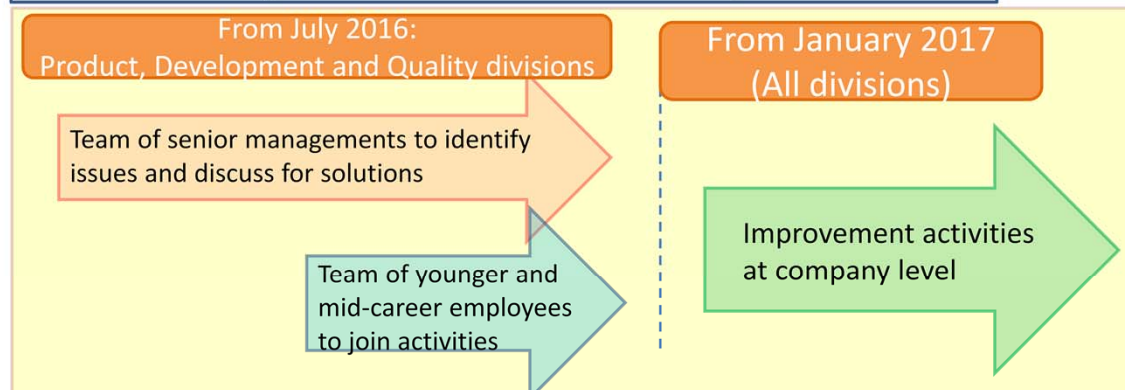 From July 2016:
Product, Development and Quality divisions
From January 2017
(All divisions)
Team of senior managements to identify
issues and discuss for solutions
Team of younger and
mid-career employees
to join activities
Improvement activities
at company level